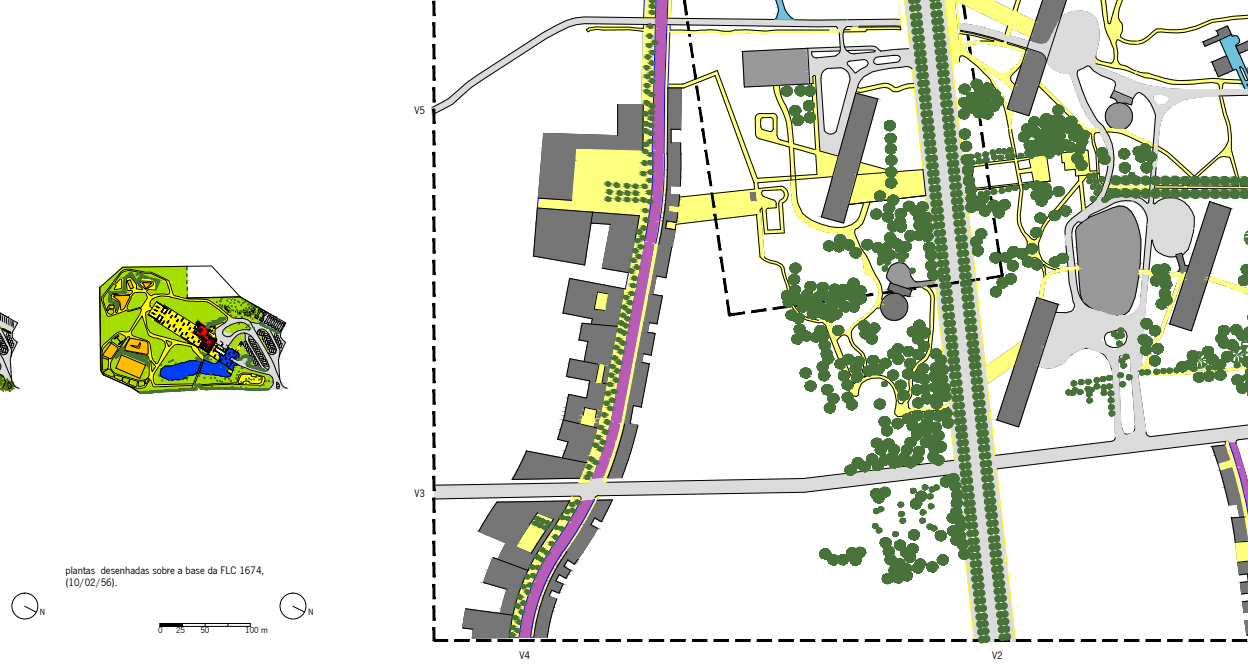 V5
V3
plantas desenhadas sobre a base da FLC 1674,
(10/02/56).
N
N
0 25 50 100 m
V4
V2